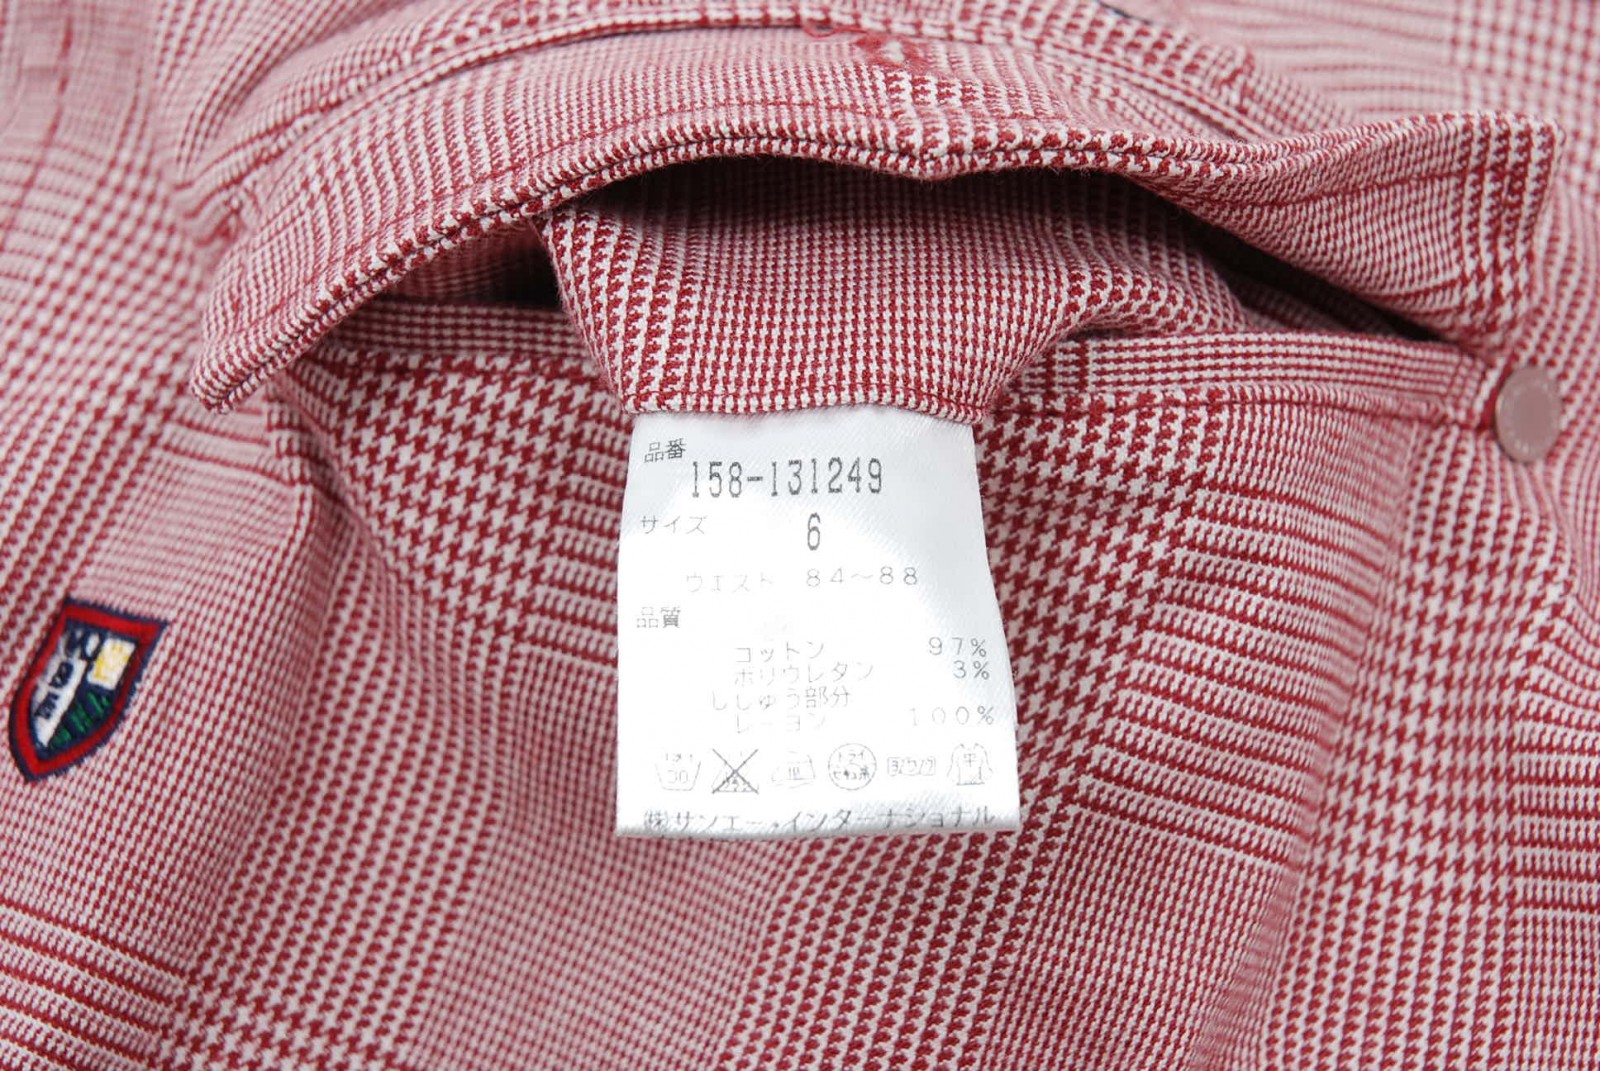 品番
158-131249
サイズ 6
ウエスト 84～88
品質
コットン 97%
ポリウレタン 3%
ししゅう部分
レーヨン 100%
30
㈱サンエー・インターナショナル